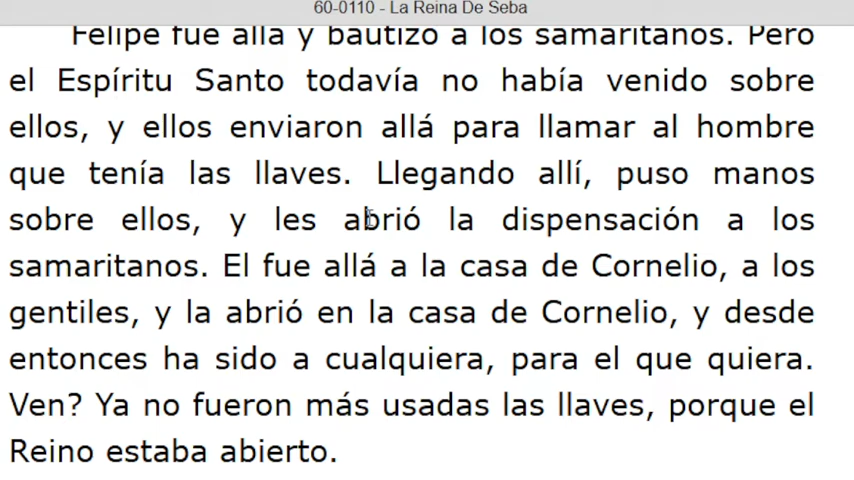 60-0110 - La Reina De Seba
Felipe fue allá y bautizó a los samaritanos. Pero
el Espíritu Santo todavía no había venido sobre
ellos, y ellos enviaron allá para llamar al hombre
que tenía las llaves. Llegando allí, puso manos
sobre ellos, y les abrió la dispensación a los
samaritanos. El fue allá a la casa de Cornelio, a los
gentiles, y la abrió en la casa de Cornelio, y desde
entonces ha sido a cualquiera, para el que quiera.
Ven? Ya no fueron más usadas las llaves, porque el
Reino estaba abierto.